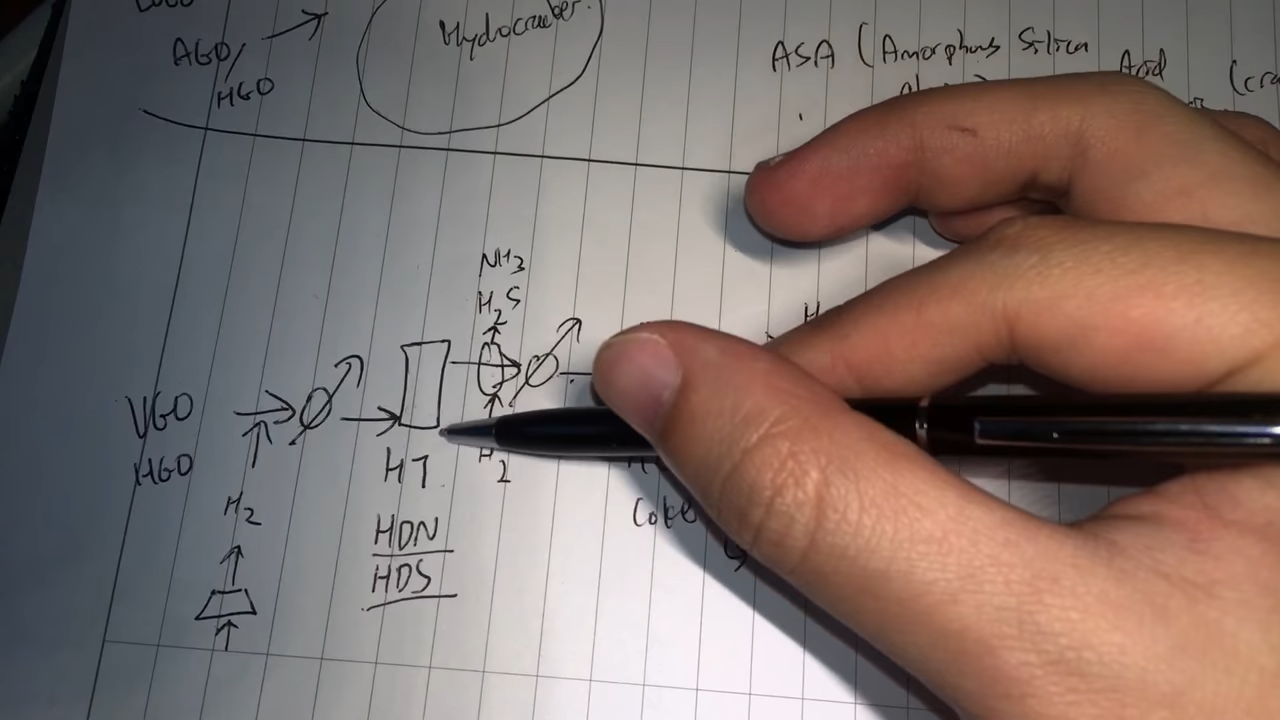 AGO/
HGO
Hydrocracker.
ASA (Amorphous Silica
Acid
NH3
H2S
VGO
HGO
H2
HT
HDN
HDS
H2
Coke